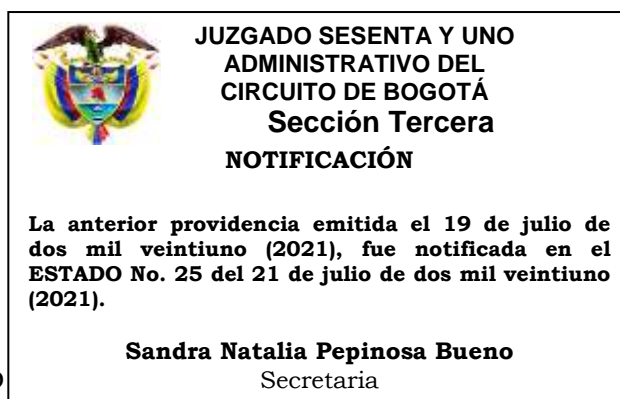 JUZGADO SESENTA Y UNO
ADMINISTRATIVO DEL
CIRCUITO DE BOGOTÁ
Sección Tercera
NOTIFICACIÓN
La anterior providencia emitida el 19 de julio de
dos mil veintiuno (2021), fue notificada en el
ESTADO No. 25 del 21 de julio de dos mil veintiuno
(2021).
Sandra Natalia Pepinosa Bueno
Secretaria